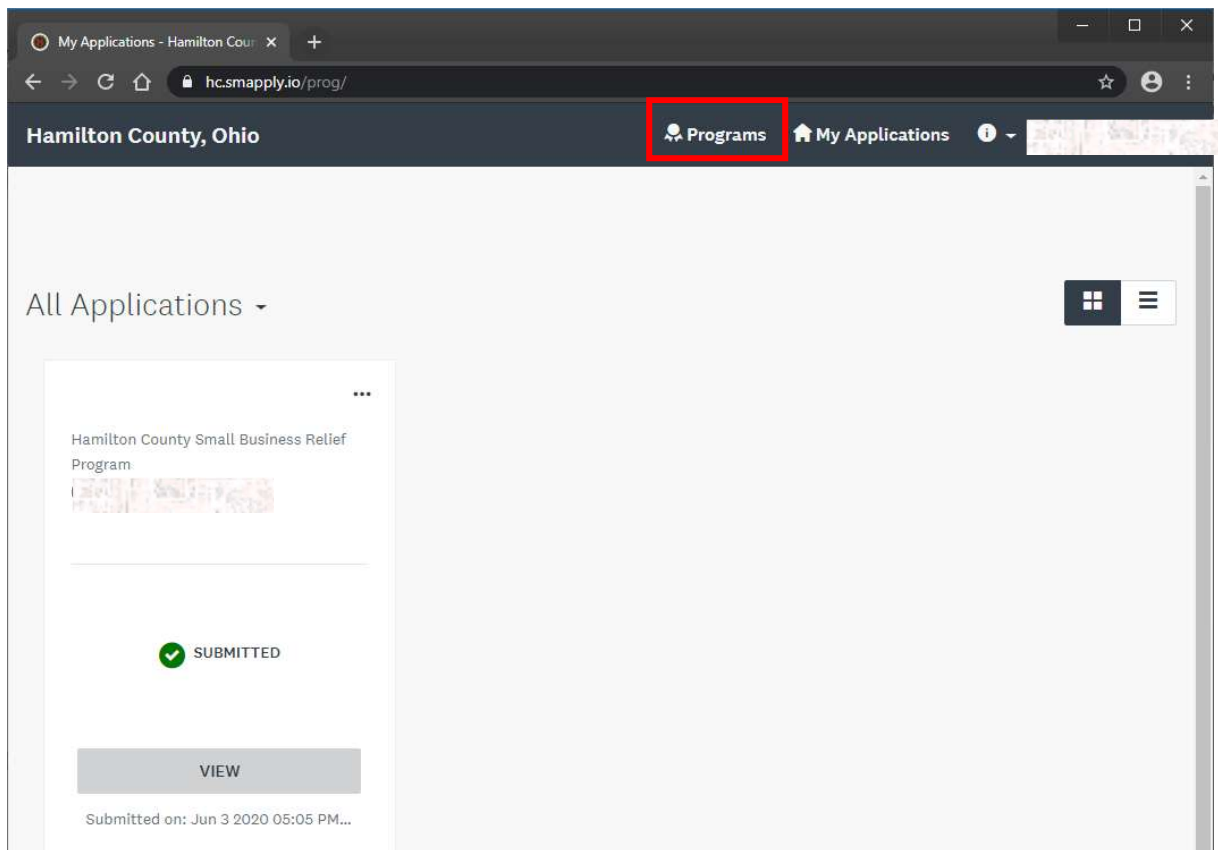 My Applications - Hamilton Cour
hc.smapply.io/prog/
Hamilton County, Ohio
Programs
My Applications
All Applications
Hamilton County Small Business Relief
Program
SUBMITTED
VIEW
Submitted on: Jun 3 2020 05:05 PM...